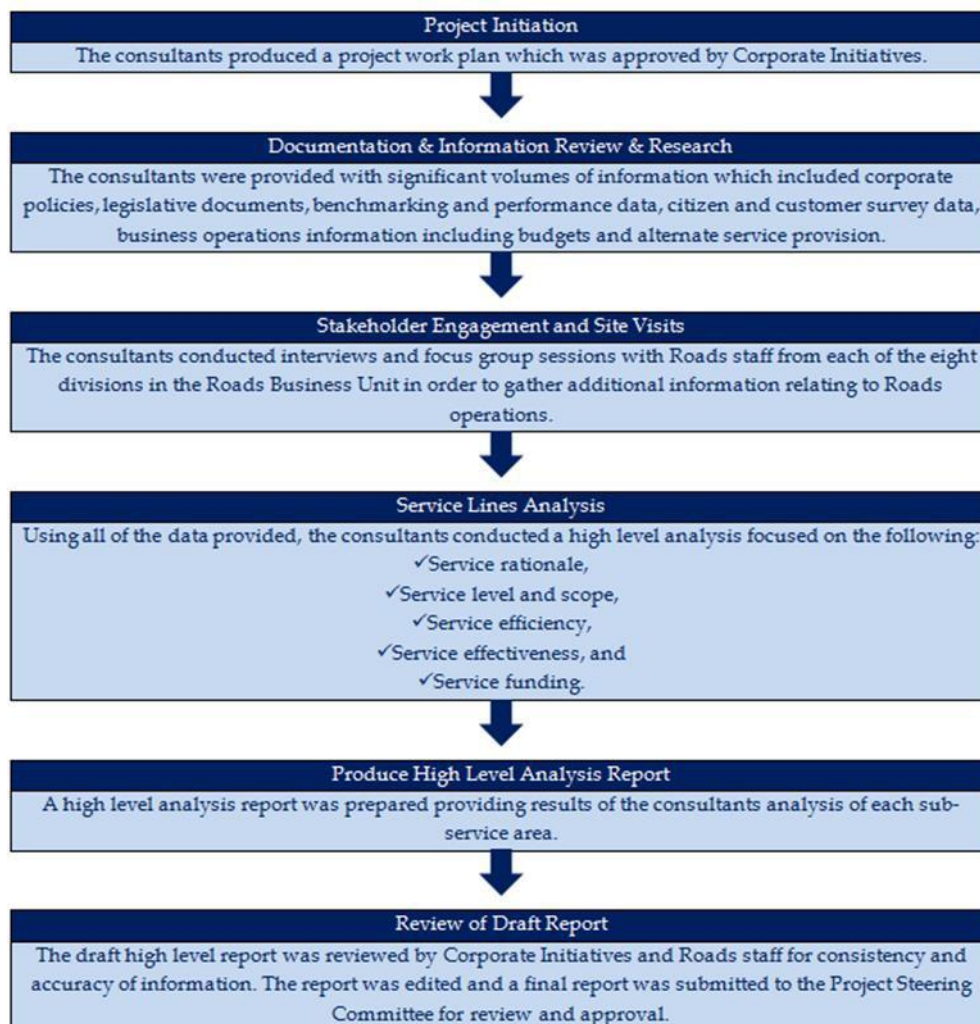 Project Initiation
The consultants produced a project work plan which was approved by Corporate Initiatives.
Documentation & Information Review & Research
The consultants were provided with significant volumes of information which included corporate
policies, legislative documents, benchmarking and performance data, citizen and customer survey data,
business operations information including budgets and alternate service provision.
Stakeholder Engagement and Site Visits
The consultants conducted interviews and focus group sessions with Roads staff from each of the eight
divisions in the Roads Business Unit in order to gather additional information relating to Roads
operations.
Service Lines Analysis
Using all of the data provided, the consultants conducted a high level analysis focused on the following:
✓Service rationale,
✓Service level and scope,
✓Service efficiency,
✓Service effectiveness, and
✓Service funding.
Produce High Level Analysis Report
A high level analysis report was prepared providing results of the consultants analysis of each sub-
service area.
Review of Draft Report
The draft high level report was reviewed by Corporate Initiatives and Roads staff for consistency and
accuracy of information. The report was edited and a final report was submitted to the Project Steering
Committee for review and approval.